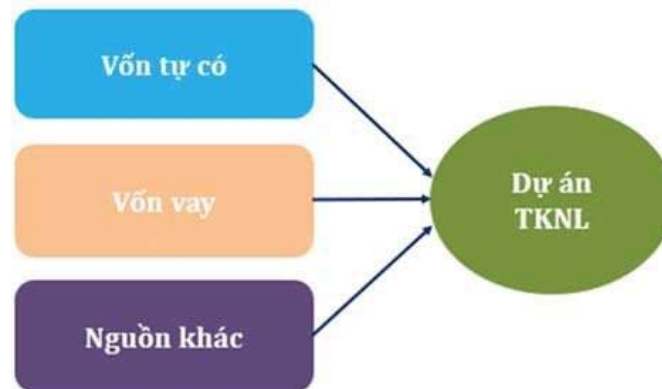 Vốn tự có
Vốn vay
Nguồn khác
Dự án
TKNL